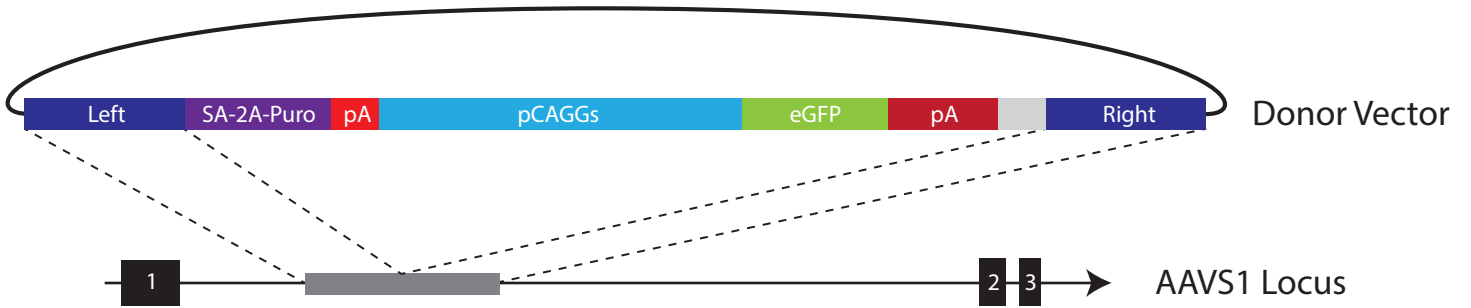 Left SA-2A-Puro pA pCAGGs eGFP pA Right Donor Vector
1 2 3 AAVS1 Locus